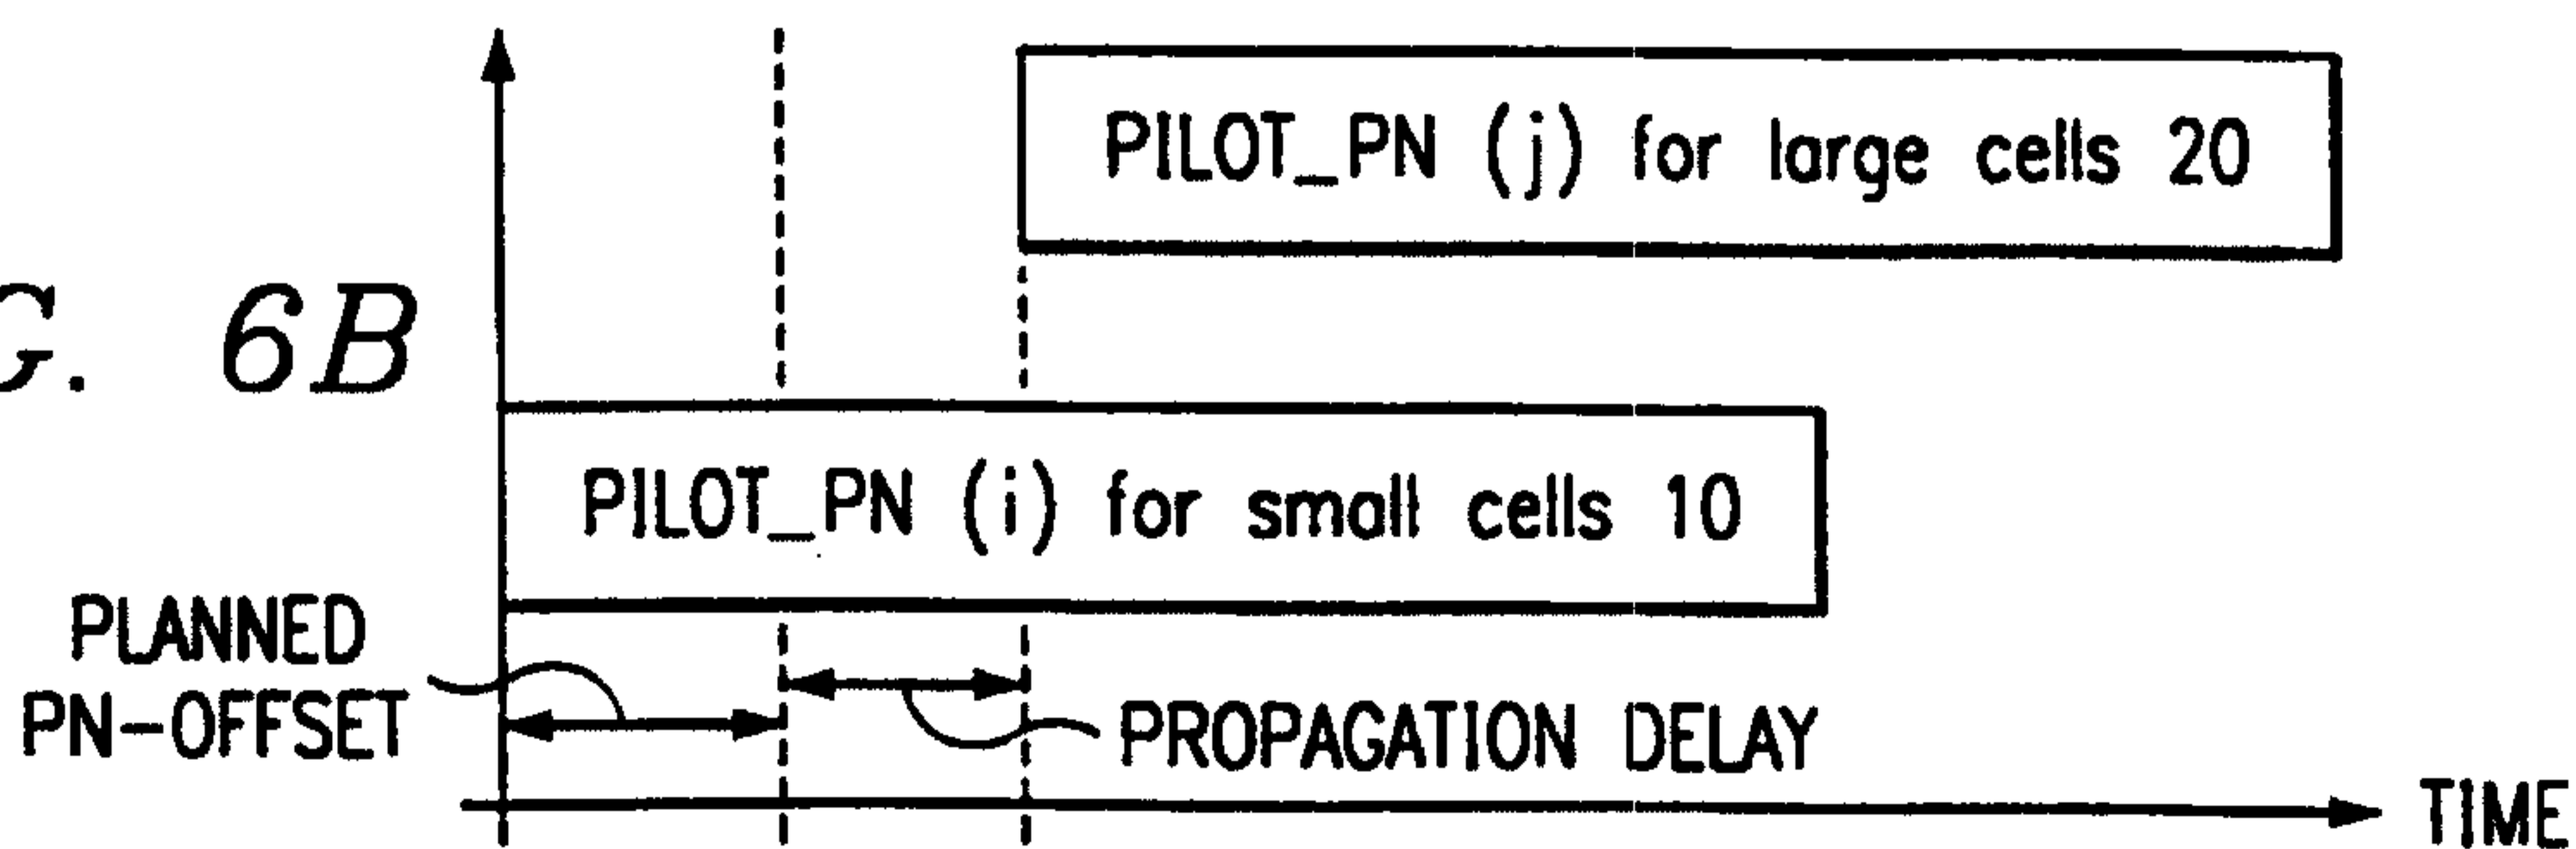 PILOT_PN (j) for large cells 20
G. 6B
PILOT_PN (i) for small cells 10
PLANNED
PN-OFFSET
PROPAGATION DELAY
TIME